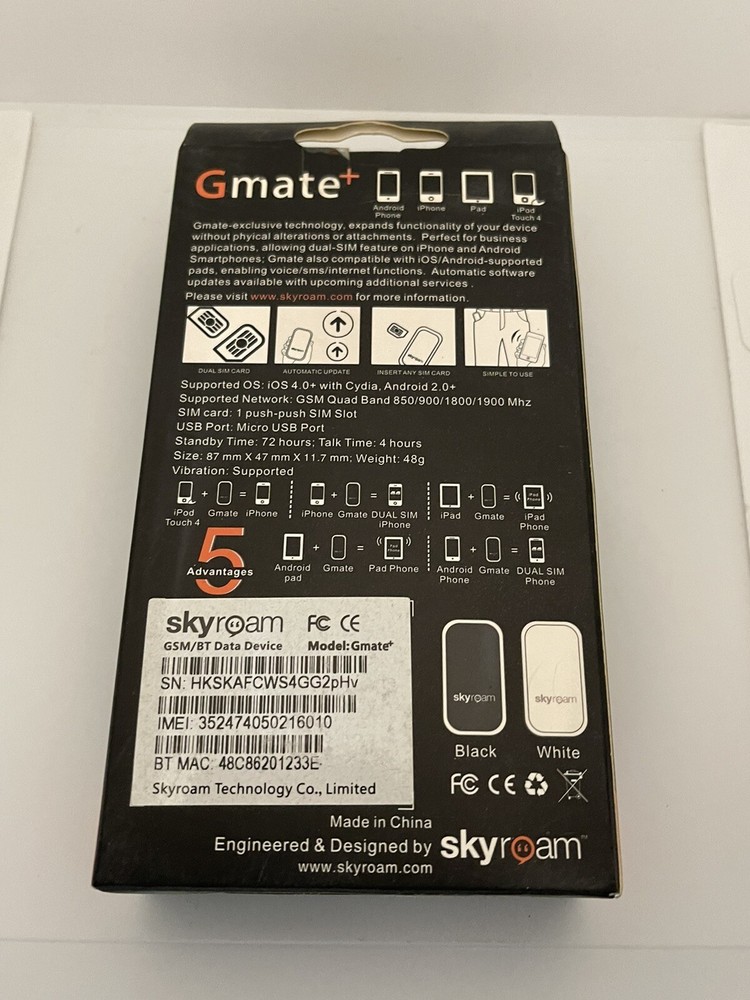 Gmate+
Android Phone
iPhone
Pad
iPod Touch 4
Gmate-exclusive technology, expands functionality of your device
without phyical alterations or attachments. Perfect for business
applications, allowing dual-SIM feature on iPhone and Android
Smartphones; Gmate also compatible with iOS/Android-supported
pads, enabling voice/sms/internet functions. Automatic software
updates available with upcoming additional services .
Please visit www.skyroam.com for more information.
DUAL SIM CARD
AUTOMATIC UPDATE
INSERT ANY SIM CARD
SIMPLE TO USE
Supported OS: iOS 4.0+ with Cydia, Android 2.0+
Supported Network: GSM Quad Band 850/900/1800/1900 Mhz
SIM card: 1 push-push SIM Slot
USB Port: Micro USB Port
Standby Time: 72 hours; Talk Time: 4 hours
Size: 87 mm X 47 mm X 11.7 mm; Weight: 48g
Vibration: Supported
iPod Touch 4 + Gmate = iPhone
iPhone + Gmate = DUAL SIM iPhone
iPad + Gmate = iPad Phone
5 Advantages
Android pad + Gmate = Pad Phone
Android Phone + Gmate = DUAL SIM Phone
skyroam FC CE
GSM/BT Data Device Model:Gmate+
SN: HKSKAFCWS4GG2pHv
IMEI: 352474050216010
BT MAC: 48C86201233E
Skyroam Technology Co., Limited
skyroam
skyroam
Black
White
FC CE
Made in China
Engineered & Designed by skyroam™
www.skyroam.com